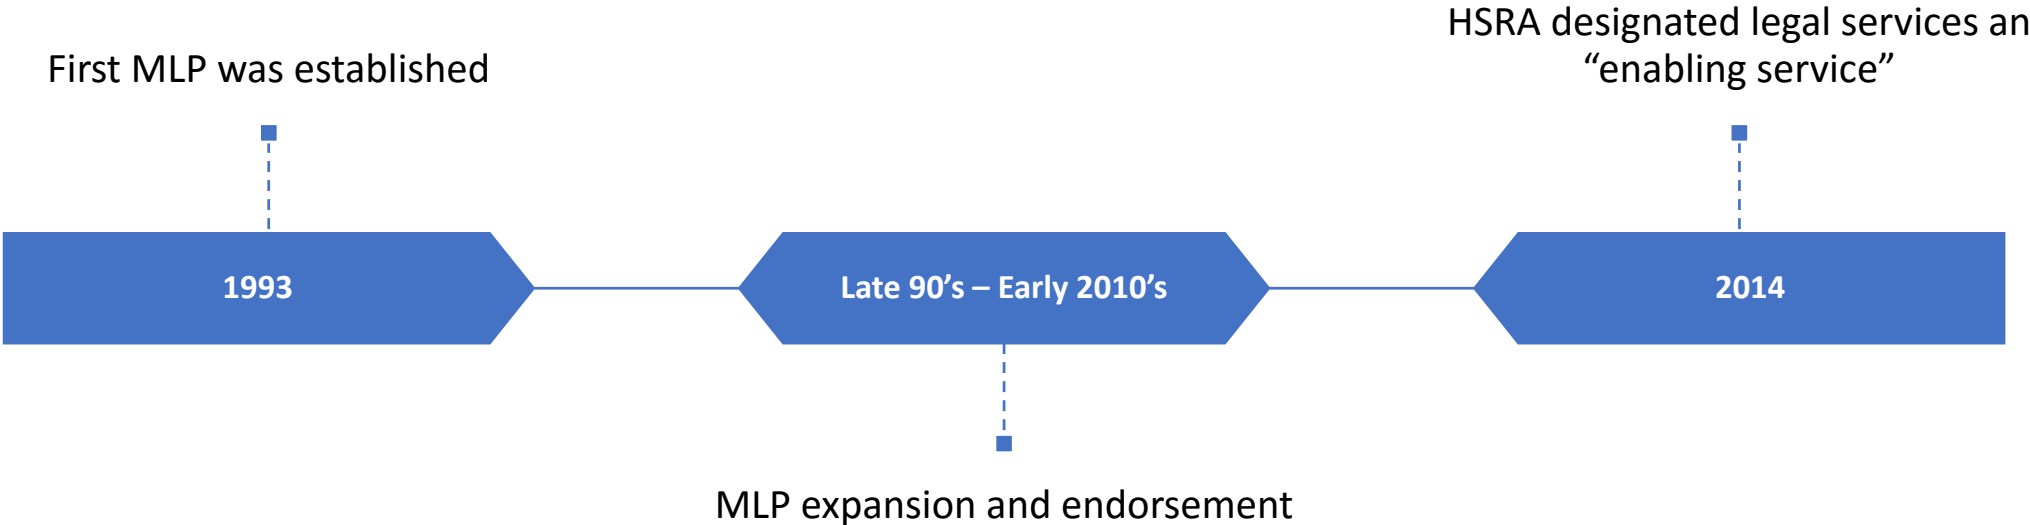 First MLP was established
HSRA designated legal services an
“enabling service”
1993
Late 90’s – Early 2010’s
2014
MLP expansion and endorsement